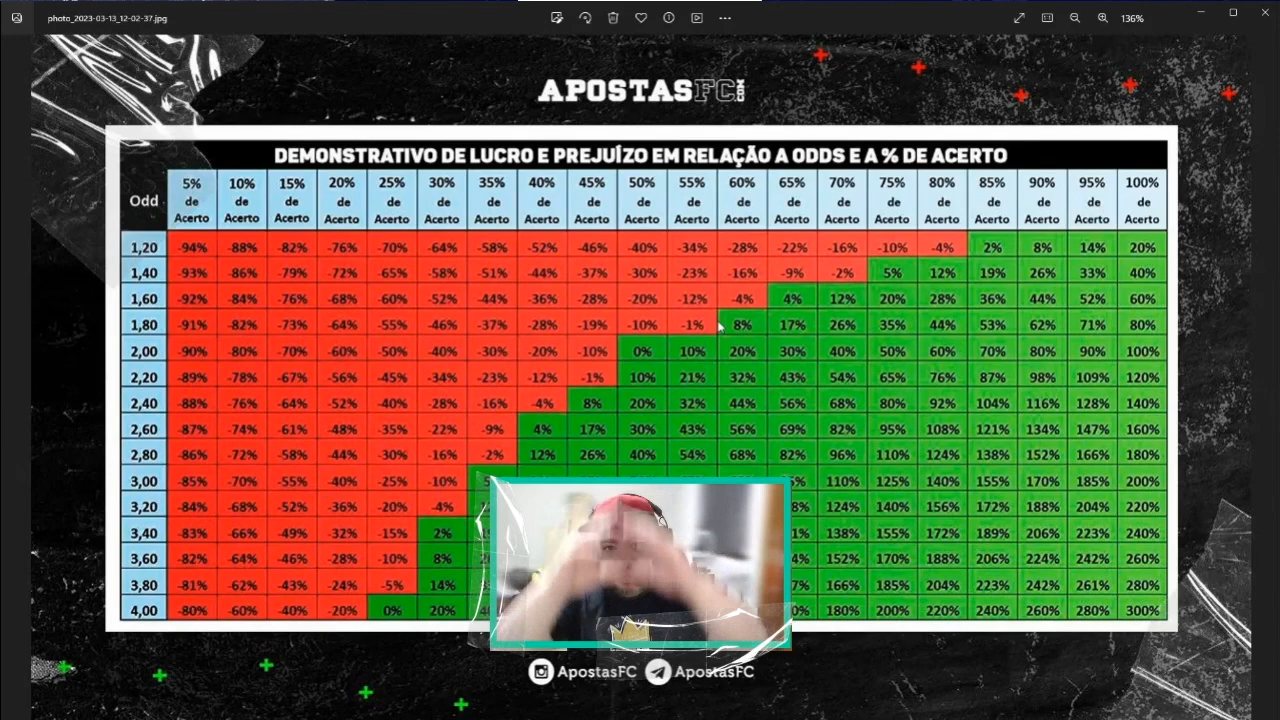 photo_2023-03-13_12-02-37.jpg
136%
APOSTASFC.COM
DEMONSTRATIVO DE LUCRO E PREJUÍZO EM RELAÇÃO A ODDS E A % DE ACERTO
Odd 5% de Acerto 10% de Acerto 15% de Acerto 20% de Acerto 25% de Acerto 30% de Acerto 35% de Acerto 40% de Acerto 45% de Acerto 50% de Acerto 55% de Acerto 60% de Acerto 65% de Acerto 70% de Acerto 75% de Acerto 80% de Acerto 85% de Acerto 90% de Acerto 95% de Acerto 100% de Acerto
1,20 -94% -88% -82% -76% -70% -64% -58% -52% -46% -40% -34% -28% -22% -16% -10% -4% 2% 8% 14% 20%
1,40 -93% -86% -79% -72% -65% -58% -51% -44% -37% -30% -23% -16% -9% -2% 5% 12% 19% 26% 33% 40%
1,60 -92% -84% -76% -68% -60% -52% -44% -36% -28% -20% -12% -4% 4% 12% 20% 28% 36% 44% 52% 60%
1,80 -91% -82% -73% -64% -55% -46% -37% -28% -19% -10% -1% 8% 17% 26% 35% 44% 53% 62% 71% 80%
2,00 -90% -80% -70% -60% -50% -40% -30% -20% -10% 0% 10% 20% 30% 40% 50% 60% 70% 80% 90% 100%
2,20 -89% -78% -67% -56% -45% -34% -23% -12% -1% 10% 21% 32% 43% 54% 65% 76% 87% 98% 109% 120%
2,40 -88% -76% -64% -52% -40% -28% -16% -4% 8% 20% 32% 44% 56% 68% 80% 92% 104% 116% 128% 140%
2,60 -87% -74% -61% -48% -35% -22% -9% 4% 17% 30% 43% 56% 69% 82% 95% 108% 121% 134% 147% 160%
2,80 -86% -72% -58% -44% -30% -16% -2% 12% 26% 40% 54% 68% 82% 96% 110% 124% 138% 152% 166% 180%
3,00 -85% -70% -55% -40% -25% -10% 110% 125% 140% 155% 170% 185% 200%
3,20 -84% -68% -52% -36% -20% -4% 124% 140% 156% 172% 188% 204% 220%
3,40 -83% -66% -49% -32% -15% 2% 138% 155% 172% 189% 206% 223% 240%
3,60 -82% -64% -46% -28% -10% 8% 152% 170% 188% 206% 224% 242% 260%
3,80 -81% -62% -43% -24% -5% 14% 166% 185% 204% 223% 242% 261% 280%
4,00 -80% -60% -40% -20% 0% 20% 180% 200% 220% 240% 260% 280% 300%
ApostasFC ApostasFC